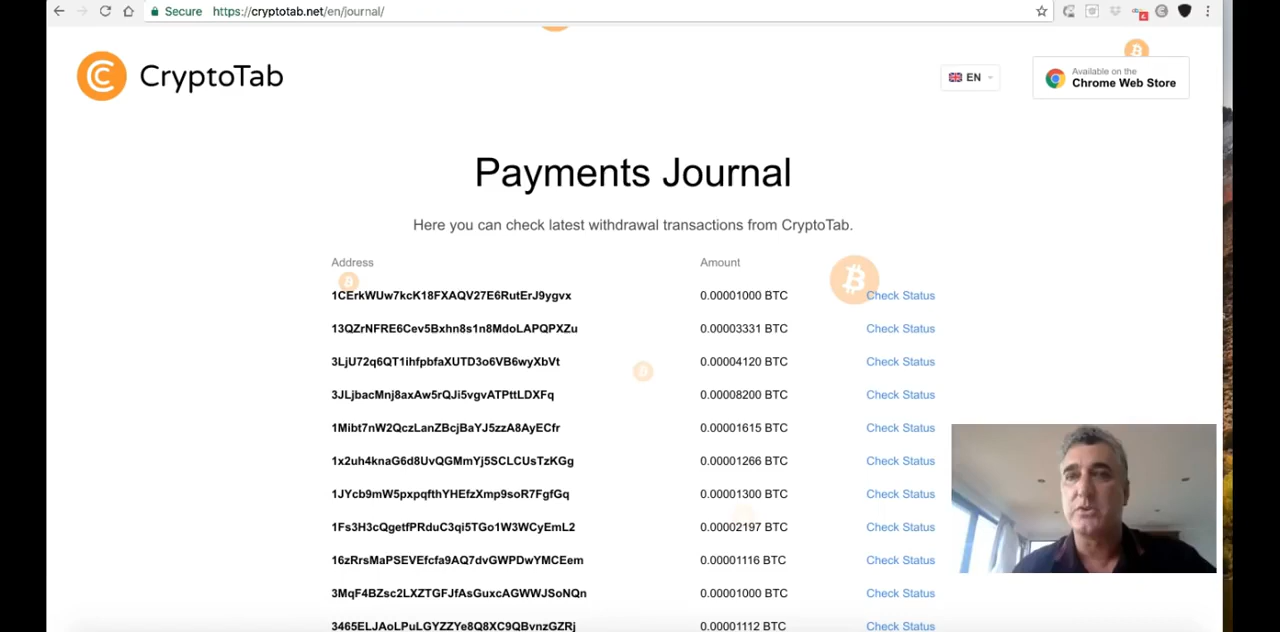 Secure https://cryptotab.net/en/journal/
CryptoTab
EN
Available on the
Chrome Web Store
Payments Journal
Here you can check latest withdrawal transactions from CryptoTab.
Address Amount
1CErkWUw7kcK18FXAQV27E6RutErJ9ygvx 0.00001000 BTC Check Status
13QZrNFRE6Cev5Bxhn8s1n8MdoLAPQPXZu 0.00003331 BTC Check Status
3LjU72q6QT1ihfpbfaXUTD3o6VB6wyXbVt 0.00004120 BTC Check Status
3JLjbacMnj8axAw5rQJi5vgvATPttLDXFq 0.00008200 BTC Check Status
1Mibt7nW2QczLanZBcjBaYJ5zzA8AyECfr 0.00001615 BTC Check Status
1x2uh4knaG6d8UvQGMmYj5SCLCUsTzKGg 0.00001266 BTC Check Status
1JYcb9mW5pxpqfthYHEfzXmp9soR7FgfGq 0.00001300 BTC Check Status
1Fs3H3cQgetfPRduC3qi5TGo1W3WCyEmL2 0.00002197 BTC Check Status
16zRrsMaPSEVEfcfa9AQ7dvGWPDwYMCEem 0.00001116 BTC Check Status
3MqF4BZsc2LXZTGFJfAsGuxcAGWWJSoNQn 0.00001000 BTC Check Status
3465ELJAoLPuLGYZZYe8Q8XC9QBvnzGZRj 0.00001112 BTC Check Status